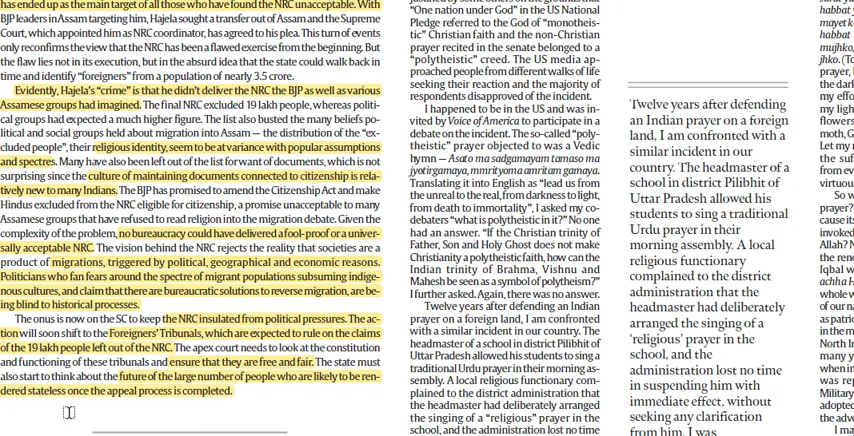 has ended up as the main target of all those who have found the NRC unacceptable. With
BJP leaders in Assam targeting him, Hajela sought a transfer out of Assam and the Supreme
Court, which appointed him as NRC coordinator, has agreed to his plea. This turn of events
only reconfirms the view that the NRC has been a flawed exercise from the beginning. But
the flaw lies not in its execution, but in the absurd idea that the state could walk back in
time and identify “foreigners” from a population of nearly 3.5 crore.
Evidently, Hajela's “crime” is that he didn't deliver the NRC the BJP as well as various
Assamese groups had imagined. The final NRC excluded 19 lakh people, whereas politi-
cal groups had expected a much higher figure. The list also busted the many beliefs po-
litical and social groups held about migration into Assam — the distribution of the “ex-
cluded people”, their religious identity, seem to be at variance with popular assumptions
and spectres. Many have also been left out of the list for want of documents, which is not
surprising since the culture of maintaining documents connected to citizenship is rela-
tively new to many Indians. The BJP has promised to amend the Citizenship Act and make
Hindus excluded from the NRC eligible for citizenship, a promise unacceptable to many
Assamese groups that have refused to read religion into the migration debate. Given the
complexity of the problem, no bureaucracy could have delivered a fool-proof or a univer-
sally acceptable NRC. The vision behind the NRC rejects the reality that societies are a
product of migrations, triggered by political, geographical and economic reasons.
Politicians who fan fears around the spectre of migrant populations subsuming indige-
nous cultures, and claim that there are bureaucratic solutions to reverse migration, are be-
ing blind to historical processes.
The onus is now on the SC to keep the NRC insulated from political pressures. The ac-
tion will soon shift to the Foreigners' Tribunals, which are expected to rule on the claims
of the 19 lakh people left out of the NRC. The apex court needs to look at the constitution
and functioning of these tribunals and ensure that they are free and fair. The state must
also start to think about the future of the large number of people who are likely to be ren-
dered stateless once the appeal process is completed.
“One nation under God” in the US National
Pledge referred to the God of “monotheis-
tic” Christian faith and the non-Christian
prayer recited in the senate belonged to a
“polytheistic” creed. The US media ap-
proached people from different walks of life
seeking their reaction and the majority of
respondents disapproved of the incident.
I happened to be in the US and was in-
vited by Voice of America to participate in a
debate on the incident. The so-called “poly-
theistic” prayer objected to was a Vedic
hymn — Asato ma sadgamayam tamaso ma
jyotirgamaya, mmrityoma amritam gamaya.
Translating it into English as “lead us from
the unreal to the real, from darkness to light,
from death to immortality”, I asked my co-
debaters “what is polytheistic in it?” No one
had an answer. “If the Christian trinity of
Father, Son and Holy Ghost does not make
Christianity a polytheistic faith, how can the
Indian trinity of Brahma, Vishnu and
Mahesh be seen as a symbol of polytheism?”
I further asked. Again, there was no answer.
Twelve years after defending an Indian
prayer on a foreign land, I am confronted
with a similar incident in our country. The
headmaster of a school in district Pilibhit of
Uttar Pradesh allowed his students to sing a
traditional Urdu prayer in their morning as-
sembly. A local religious functionary com-
plained to the district administration that
the headmaster had deliberately arranged
the singing of a “religious” prayer in the
school, and the administration lost no time
Twelve years after defending
an Indian prayer on a foreign
land, I am confronted with a
similar incident in our
country. The headmaster of a
school in district Pilibhit of
Uttar Pradesh allowed his
students to sing a traditional
Urdu prayer in their
morning assembly. A local
religious functionary
complained to the district
administration that the
headmaster had deliberately
arranged the singing of a
‘religious’ prayer in the
school, and the
administration lost no time
in suspending him with
immediate effect, without
seeking any clarification
from him. I was